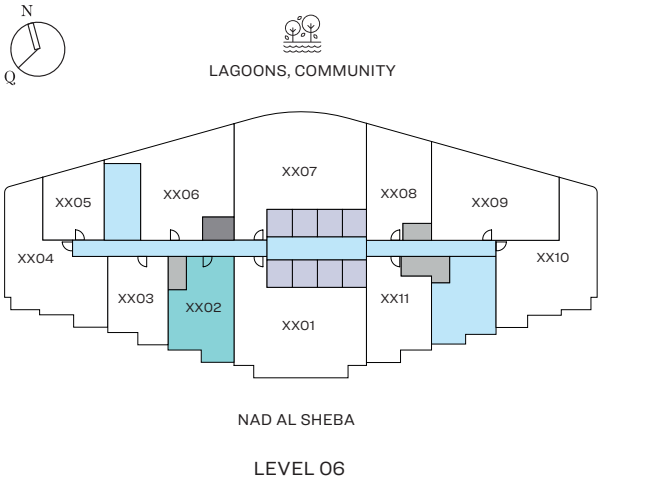 N
Q
LAGOONS, COMMUNITY
XX07
XX06
XX08
XX05
XX09
XX04
XX10
XX03
XX02
XX11
XX01
NAD AL SHEBA
LEVEL 06